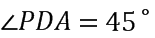 ∠PDA = 45°